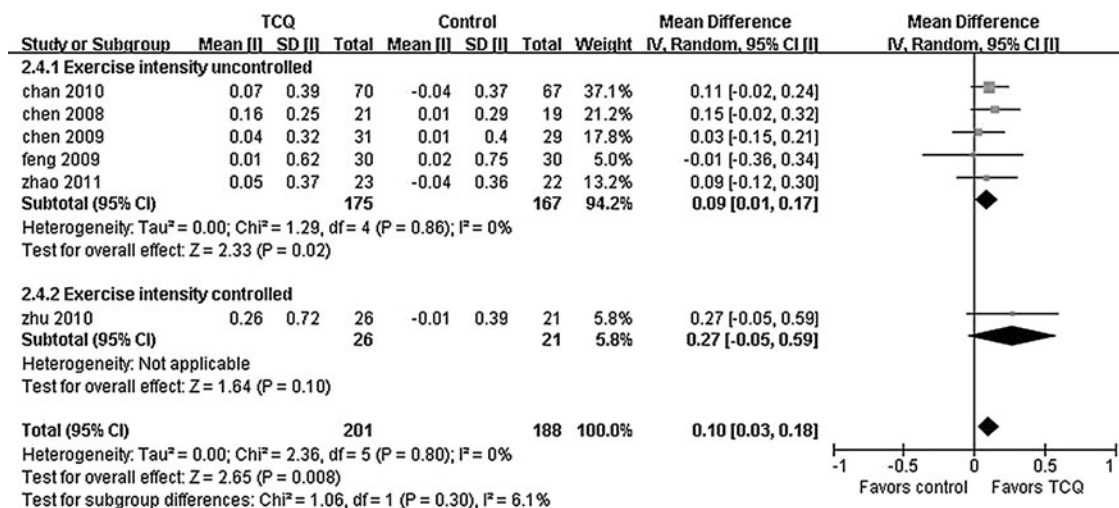 TCQ Control Mean Difference Mean Difference
Study or Subgroup Mean [l] SD [l] Total Mean [l] SD [l] Total Weight IV, Random, 95% CI [l] IV, Random, 95% CI [l]
2.4.1 Exercise intensity uncontrolled
chan 2010 0.07 0.39 70 -0.04 0.37 67 37.1% 0.11 [-0.02, 0.24]
chen 2008 0.16 0.25 21 0.01 0.29 19 21.2% 0.15 [-0.02, 0.32]
chen 2009 0.04 0.32 31 0.01 0.4 29 17.8% 0.03 [-0.15, 0.21]
feng 2009 0.01 0.62 30 0.02 0.75 30 5.0% -0.01 [-0.36, 0.34]
zhao 2011 0.05 0.37 23 -0.04 0.36 22 13.2% 0.09 [-0.12, 0.30]
Subtotal (95% CI) 175 167 94.2% 0.09 [0.01, 0.17]
Heterogeneity: Tau² = 0.00; Chi² = 1.29, df = 4 (P = 0.86); I² = 0%
Test for overall effect: Z = 2.33 (P = 0.02)
2.4.2 Exercise intensity controlled
zhu 2010 0.26 0.72 26 -0.01 0.39 21 5.8% 0.27 [-0.05, 0.59]
Subtotal (95% CI) 26 21 5.8% 0.27 [-0.05, 0.59]
Heterogeneity: Not applicable
Test for overall effect: Z = 1.64 (P = 0.10)
Total (95% CI) 201 188 100.0% 0.10 [0.03, 0.18]
Heterogeneity: Tau² = 0.00; Chi² = 2.36, df = 5 (P = 0.80); I² = 0%
Test for overall effect: Z = 2.65 (P = 0.008)
Test for subgroup differences: Chi² = 1.06, df = 1 (P = 0.30), I² = 6.1%
-1 -0.5 0 0.5 1
Favors control Favors TCQ